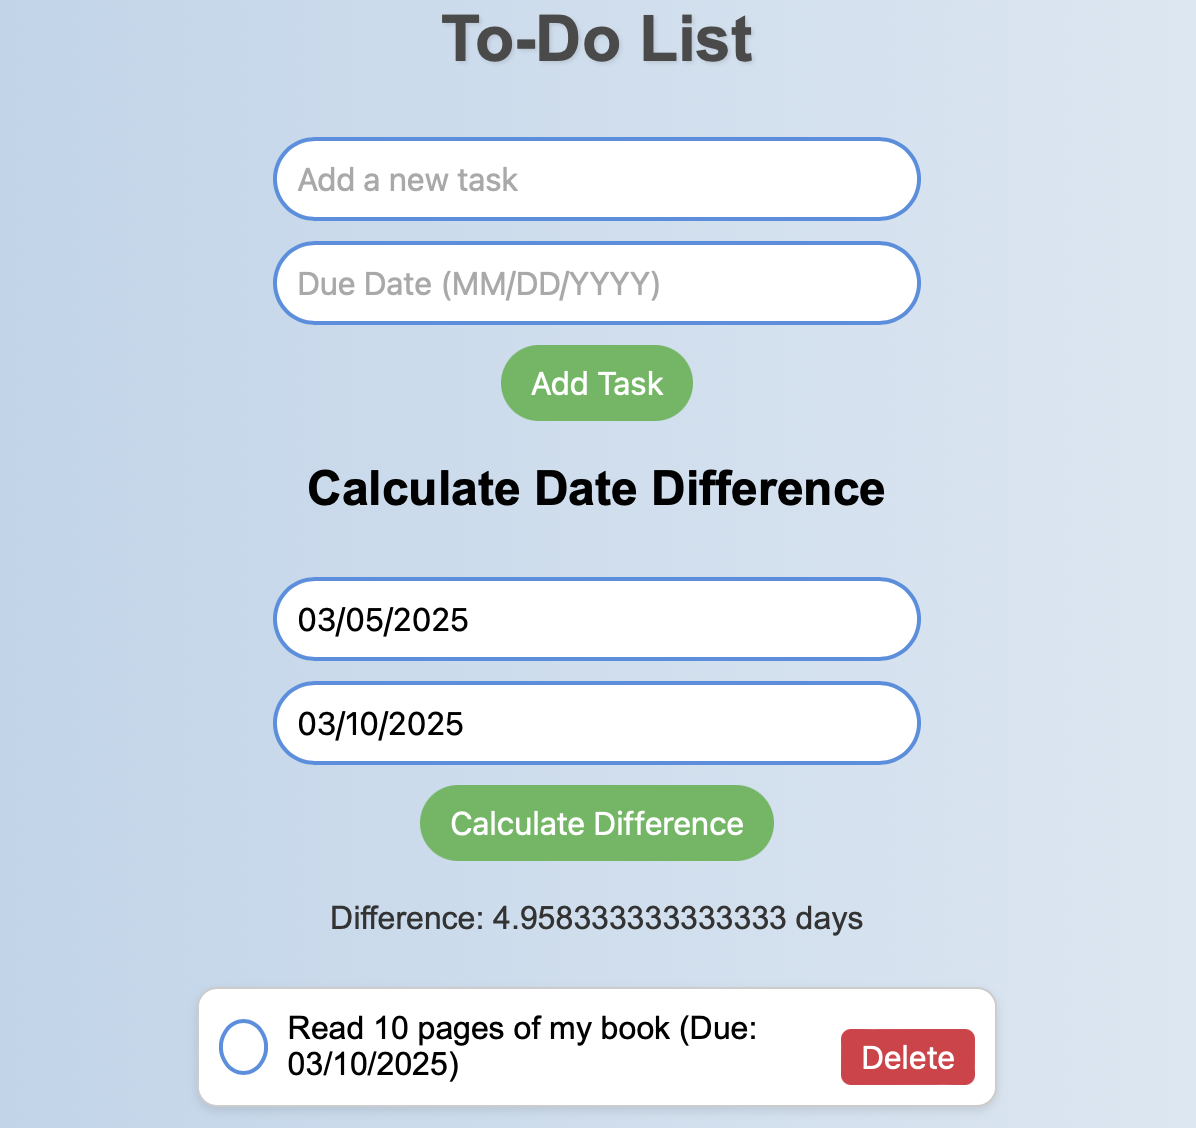 To-Do List
Add a new task
Due Date (MM/DD/YYYY)
Add Task
Calculate Date Difference
03/05/2025
03/10/2025
Calculate Difference
Difference: 4.958333333333333 days
Read 10 pages of my book (Due:
03/10/2025)
Delete